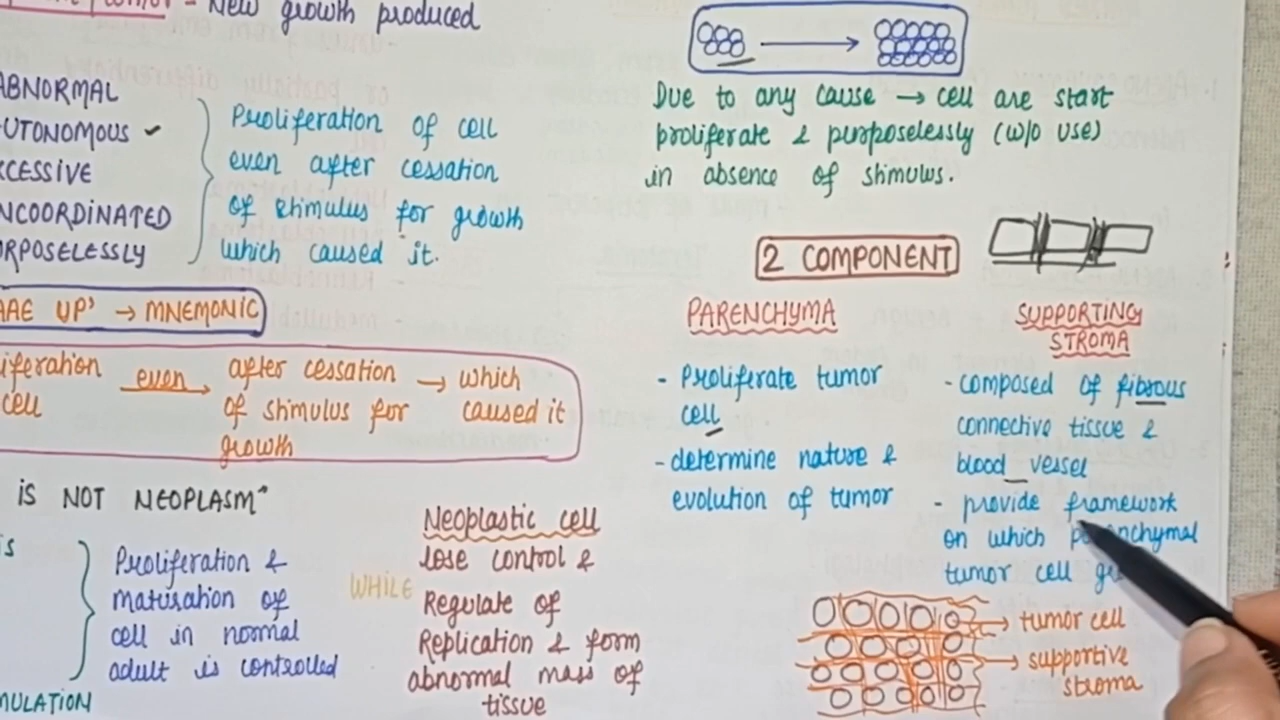 New growth produced
ABNORMAL
UTONOMOUS
CESSIVE
NCOORDINATED
RPOSELESSLY
Proliferation of cell
even after cessation
of stimulus for growth
which caused it.
UP' → MNEMONIC
iferation even after cessation → which
cell of stimulus for caused it
growth
IS NOT NEOPLASM"
is
Proliferation &
maturation of
cell in normal
adult is controlled
MULATION
WHILE
Neoplastic cell
lose control &
Regulate of
Replication & form
abnormal mass of
tissue
Due to any cause → cell are start
proliferate & purposelessly (w/o use)
in absence of stimulus.
2 COMPONENT
PARENCHYMA
- Proliferate tumor
cell
- determine nature &
evolution of tumor
SUPPORTING
STROMA
- composed of fibrous
connective tissue &
blood vessel
- provide framework
on which parenchymal
tumor cell
→ tumor cell
→ supportive
stroma